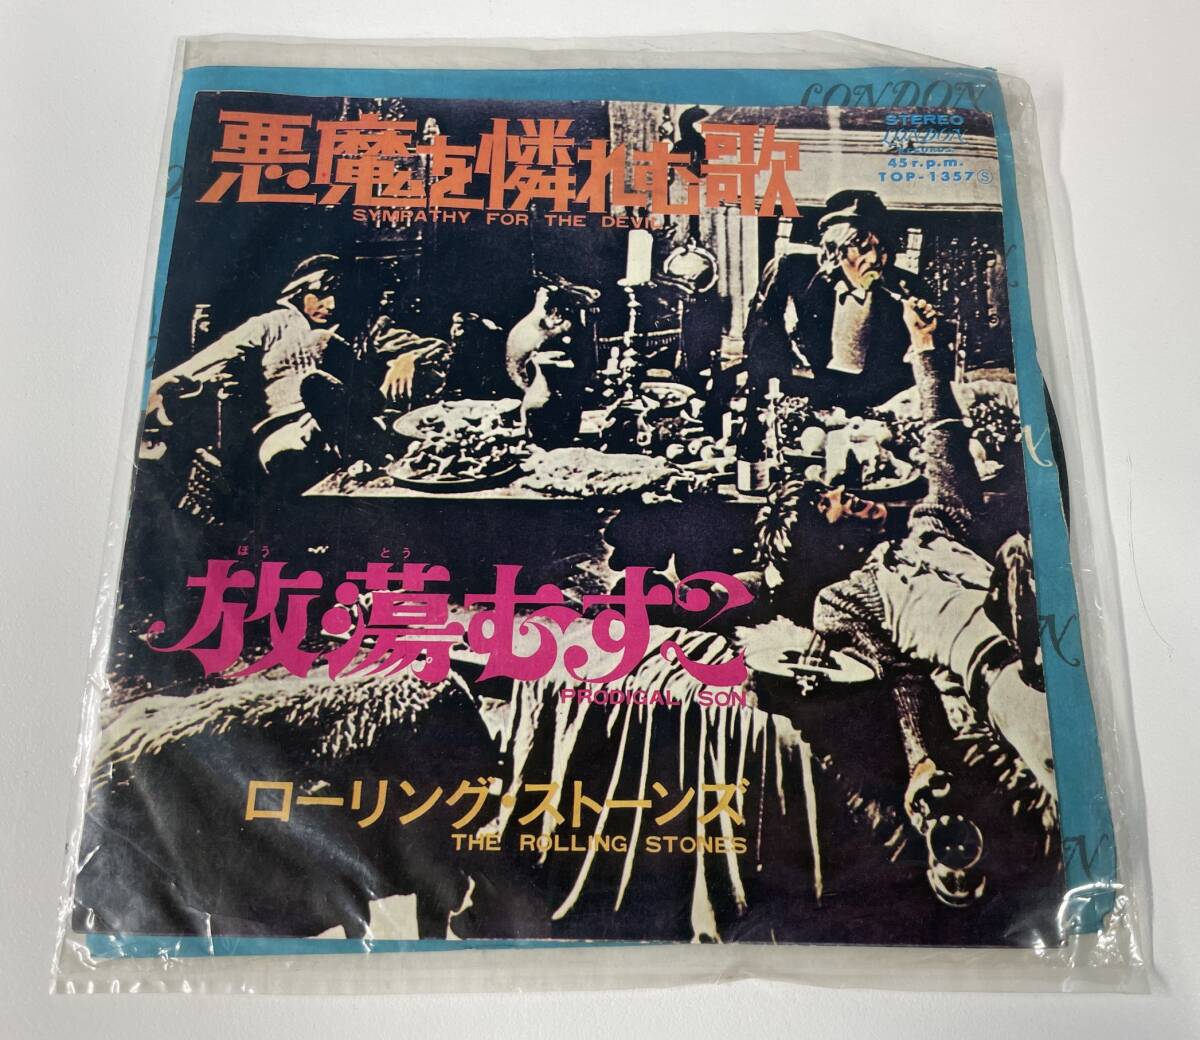 LONDON
STEREO
LONDON
RECORDS
45 r.p.m.
TOP-1357Ⓢ
悪魔を憐れむ歌
SYMPATHY FOR THE DEVIL
ほう とう
放蕩むすこ
PRODIGAL SON
ローリング・ストーンズ
THE ROLLING STONES